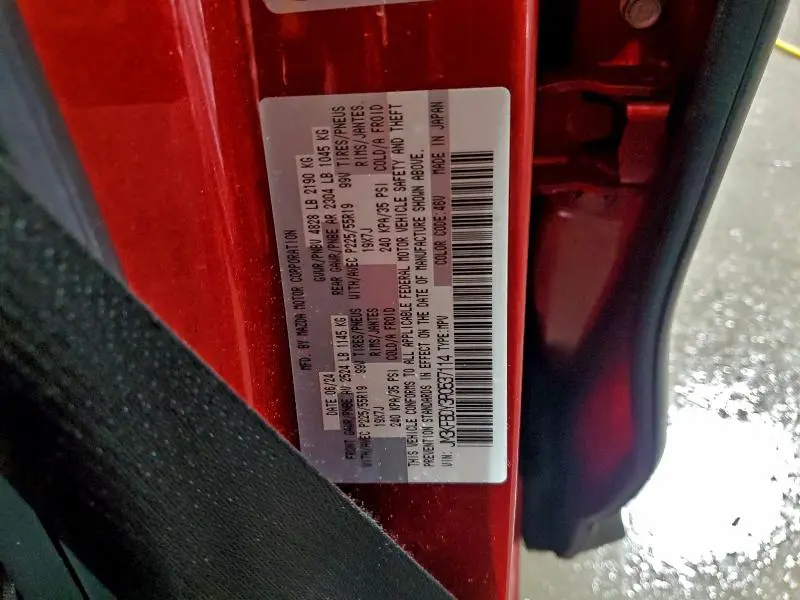 MFD. BY MAZDA MOTOR CORPORATION
DATE 06/24 GVWR/PNBV 4828 LB 2190 KG
FRONT GAWR/PNBE AV 2524 LB 1145 KG REAR GAWR/PNBE AR 2304 LB 1045 KG
WITH/AVEC P225/55R19 99V TIRES/PNEUS WITH/AVEC P225/55R19 99V TIRES/PNEUS
19X7J RIMS/JANTES 19X7J RIMS/JANTES.
240 KPA/35 PSI COLD/A FROID 240 KPA/35 PSI COLD/A FROID
THIS VEHICLE CONFORMS TO ALL APPLICABLE FEDERAL MOTOR VEHICLE SAFETY AND THEFT
PREVENTION STANDARDS IN EFFECT ON THE DATE OF MANUFACTURE SHOWN ABOVE.
VIN: JM3KFBDY3R0537114 TYPE:MPV COLOR CODE:46V MADE IN JAPAN